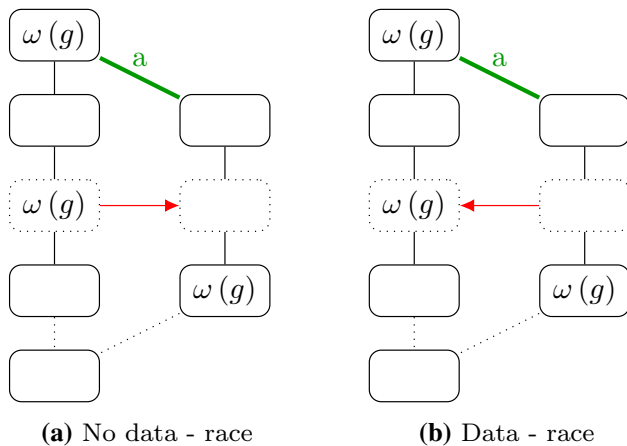 ω (g)
a
ω (g)
ω (g)
(a) No data - race
ω (g)
a
ω (g)
ω (g)
(b) Data - race